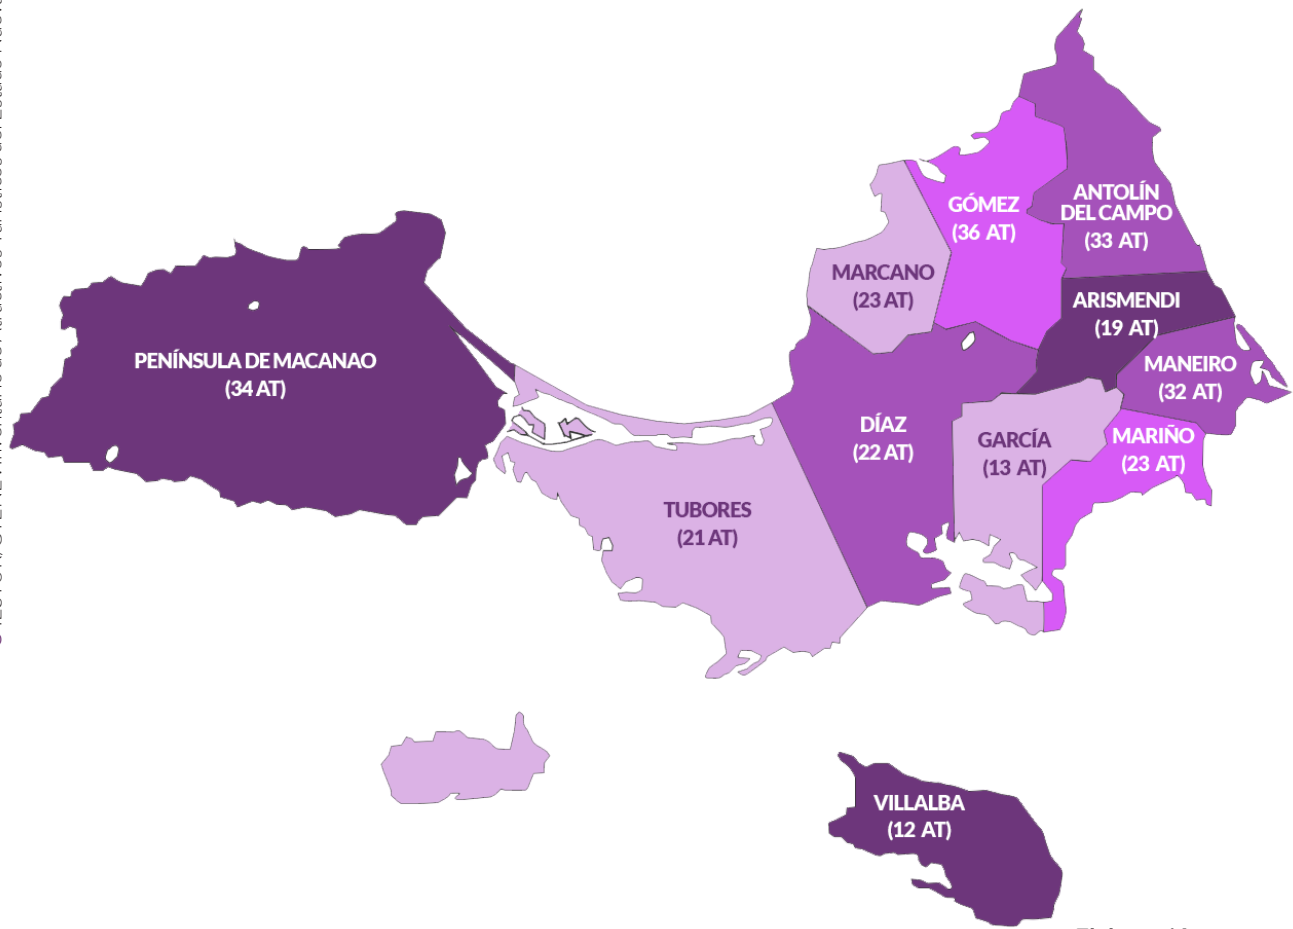 ANTOLÍN
DEL CAMPO
(33 AT)
GÓMEZ
(36 AT)
MARCANO
(23 AT)
ARISMENDI
(19 AT)
PENÍNSULA DE MACANAO
(34 AT)
MANEIRO
(32 AT)
DÍAZ
(22 AT)
GARCÍA
(13 AT)
MARIÑO
(23 AT)
TUBORES
(21 AT)
VILLALBA
(12 AT)